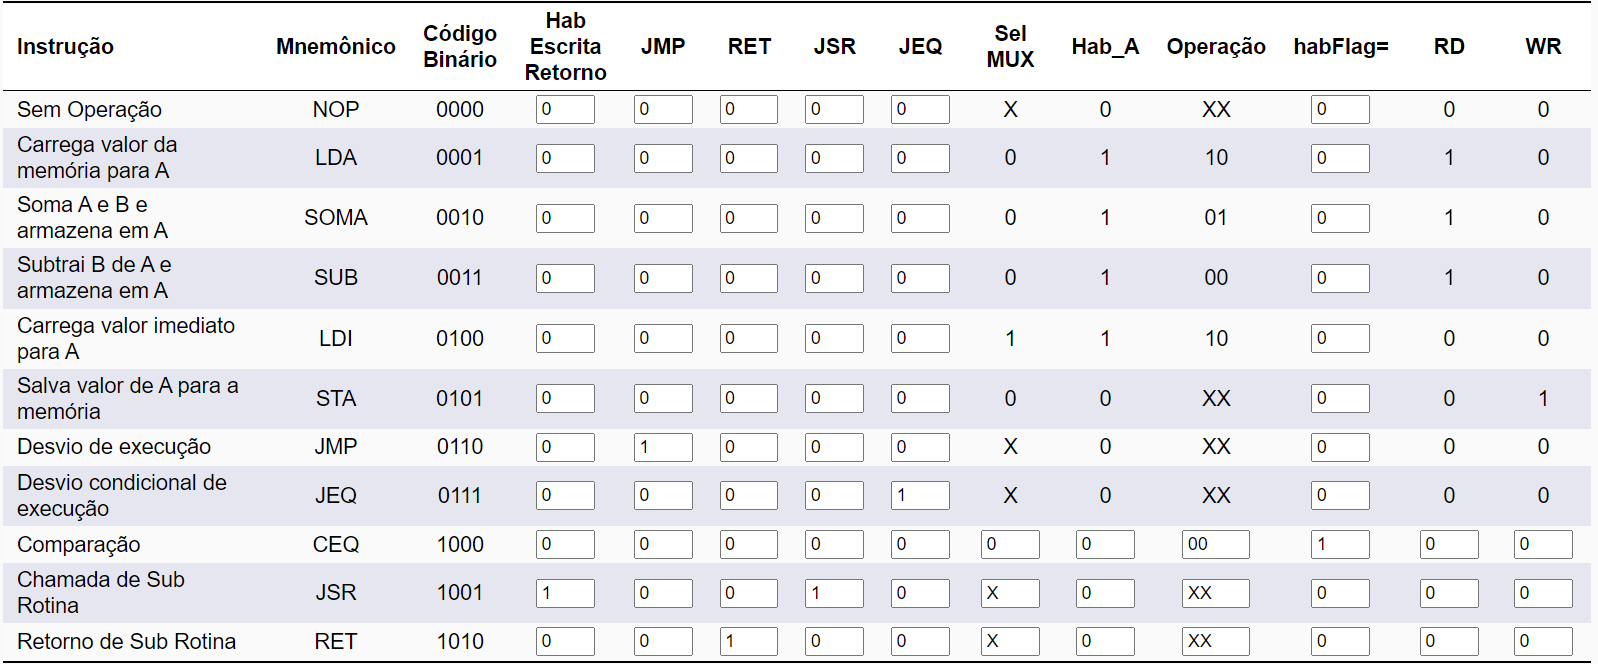 Instrução Mnemônico Código Binário Hab Escrita Retorno JMP RET JSR JEQ Sel MUX Hab_A Operação habFlag= RD WR
Sem Operação NOP 0000 0 0 0 0 0 X 0 XX 0 0 0
Carrega valor da memória para A LDA 0001 0 0 0 0 0 0 1 10 0 1 0
Soma A e B e armazena em A SOMA 0010 0 0 0 0 0 0 1 01 0 1 0
Subtrai B de A e armazena em A SUB 0011 0 0 0 0 0 0 1 00 0 1 0
Carrega valor imediato para A LDI 0100 0 0 0 0 0 1 1 10 0 0 0
Salva valor de A para a memória STA 0101 0 0 0 0 0 0 0 XX 0 0 1
Desvio de execução JMP 0110 0 1 0 0 0 X 0 XX 0 0 0
Desvio condicional de execução JEQ 0111 0 0 0 0 1 X 0 XX 0 0 0
Comparação CEQ 1000 0 0 0 0 0 0 0 00 1 0 0
Chamada de Sub Rotina JSR 1001 1 0 0 1 0 X 0 XX 0 0 0
Retorno de Sub Rotina RET 1010 0 0 1 0 0 X 0 XX 0 0 0